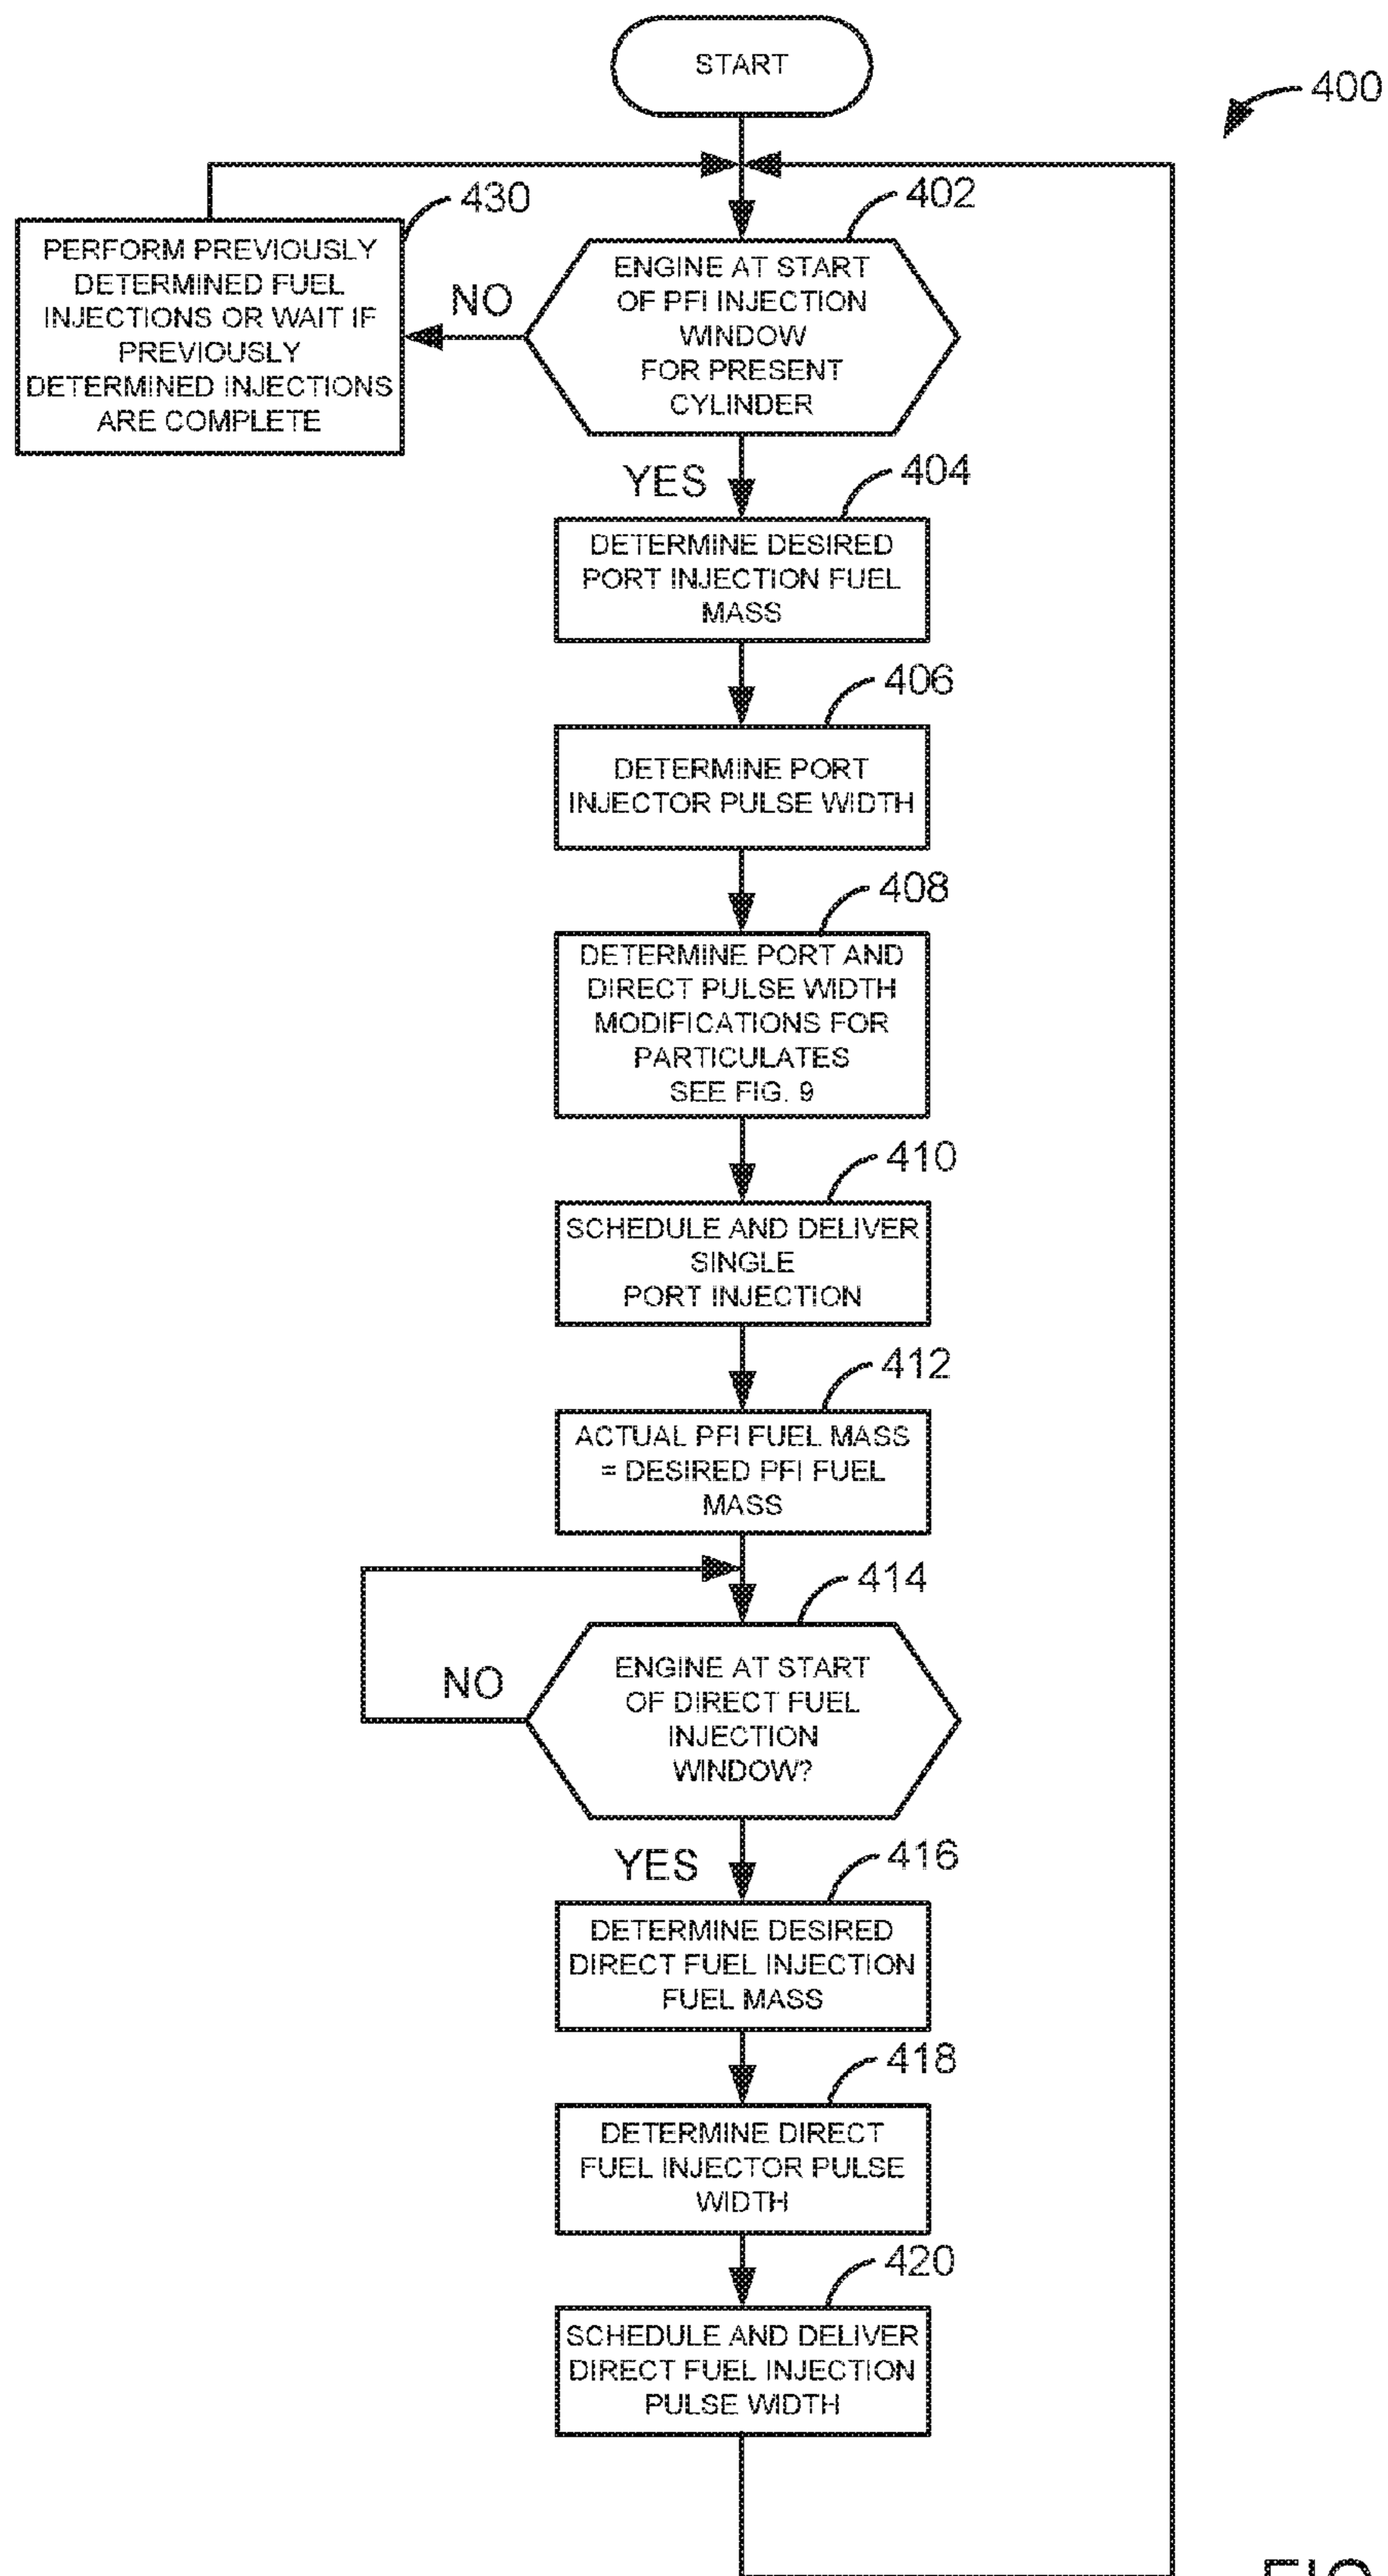 START
400
430
402
PERFORM PREVIOUSLY
DETERMINED FUEL
INJECTIONS OR WAIT IF
PREVIOUSLY
DETERMINED INJECTIONS
ARE COMPLETE
NO
ENGINE AT START
OF PFI INJECTION
WINDOW
FOR PRESENT
CYLINDER
YES
404
DETERMINE DESIRED
PORT INJECTION FUEL
MASS
406
DETERMINE PORT
INJECTOR PULSE WIDTH
408
DETERMINE PORT AND
DIRECT PULSE WIDTH
MODIFICATIONS FOR
PARTICULATES
SEE FIG. 9
410
SCHEDULE AND DELIVER
SINGLE
PORT INJECTION
412
ACTUAL PFI FUEL MASS
= DESIRED PFI FUEL
MASS
414
NO
ENGINE AT START
OF DIRECT FUEL
INJECTION
WINDOW?
YES
416
DETERMINE DESIRED
DIRECT FUEL INJECTION
FUEL MASS
418
DETERMINE DIRECT
FUEL INJECTOR PULSE
WIDTH
420
SCHEDULE AND DELIVER
DIRECT FUEL INJECTION
PULSE WIDTH